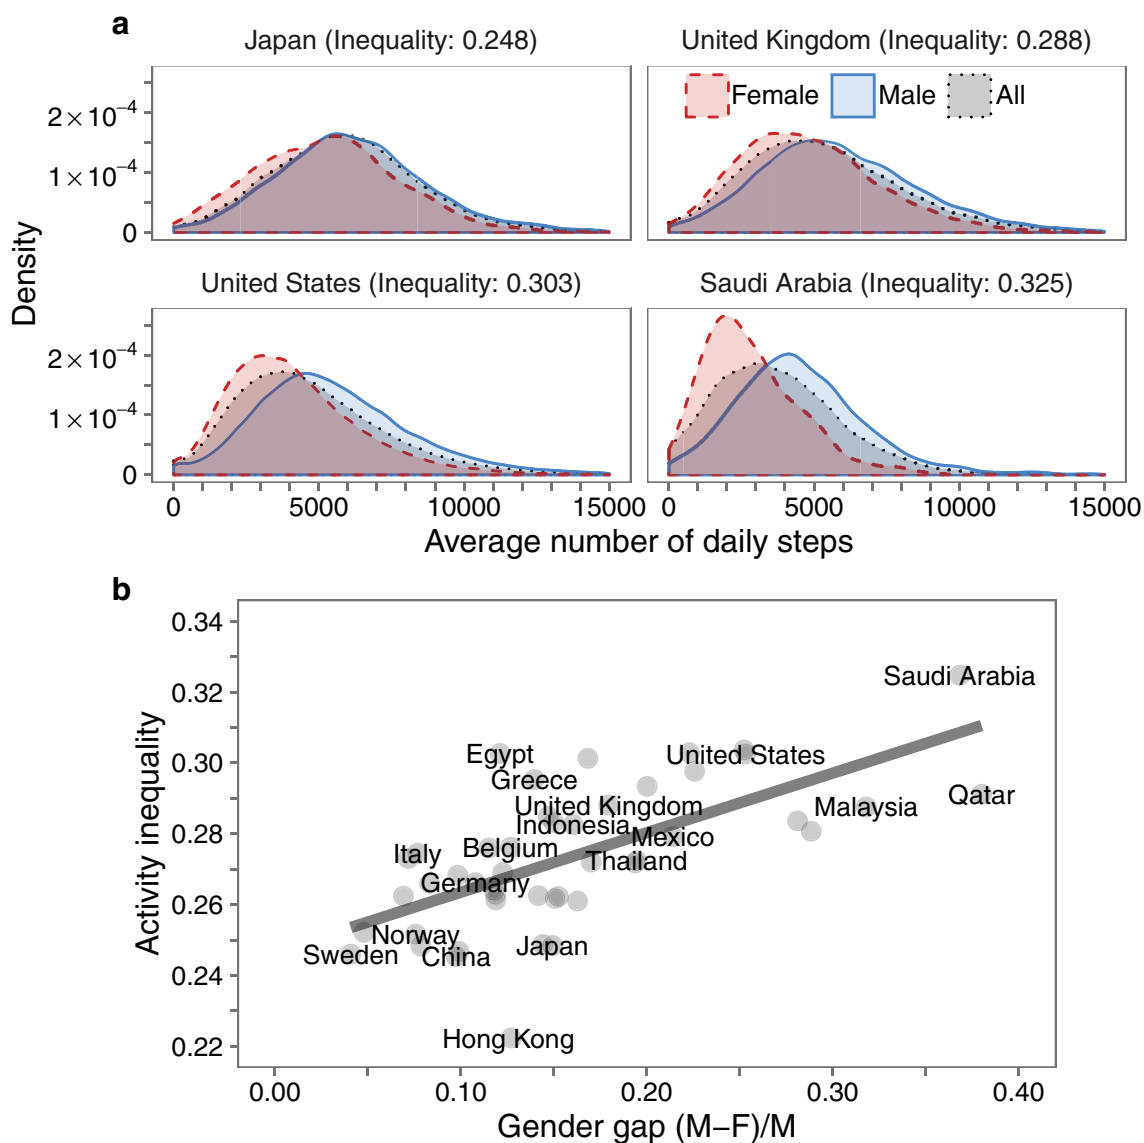 a
Japan (Inequality: 0.248)
United Kingdom (Inequality: 0.288)
Female
Male
All
2×10⁻⁴
1×10⁻⁴
0
Density
United States (Inequality: 0.303)
Saudi Arabia (Inequality: 0.325)
2×10⁻⁴
1×10⁻⁴
0
0 5000 10000 15000
0 5000 10000 15000
Average number of daily steps
b
0.34
0.32
0.30
0.28
0.26
0.24
0.22
Activity inequality
Saudi Arabia
Egypt
United States
Greece
Qatar
United Kingdom
Malaysia
Indonesia
Mexico
Belgium
Italy
Thailand
Germany
Norway
Japan
Sweden
China
Hong Kong
0.00 0.10 0.20 0.30 0.40
Gender gap (M−F)/M